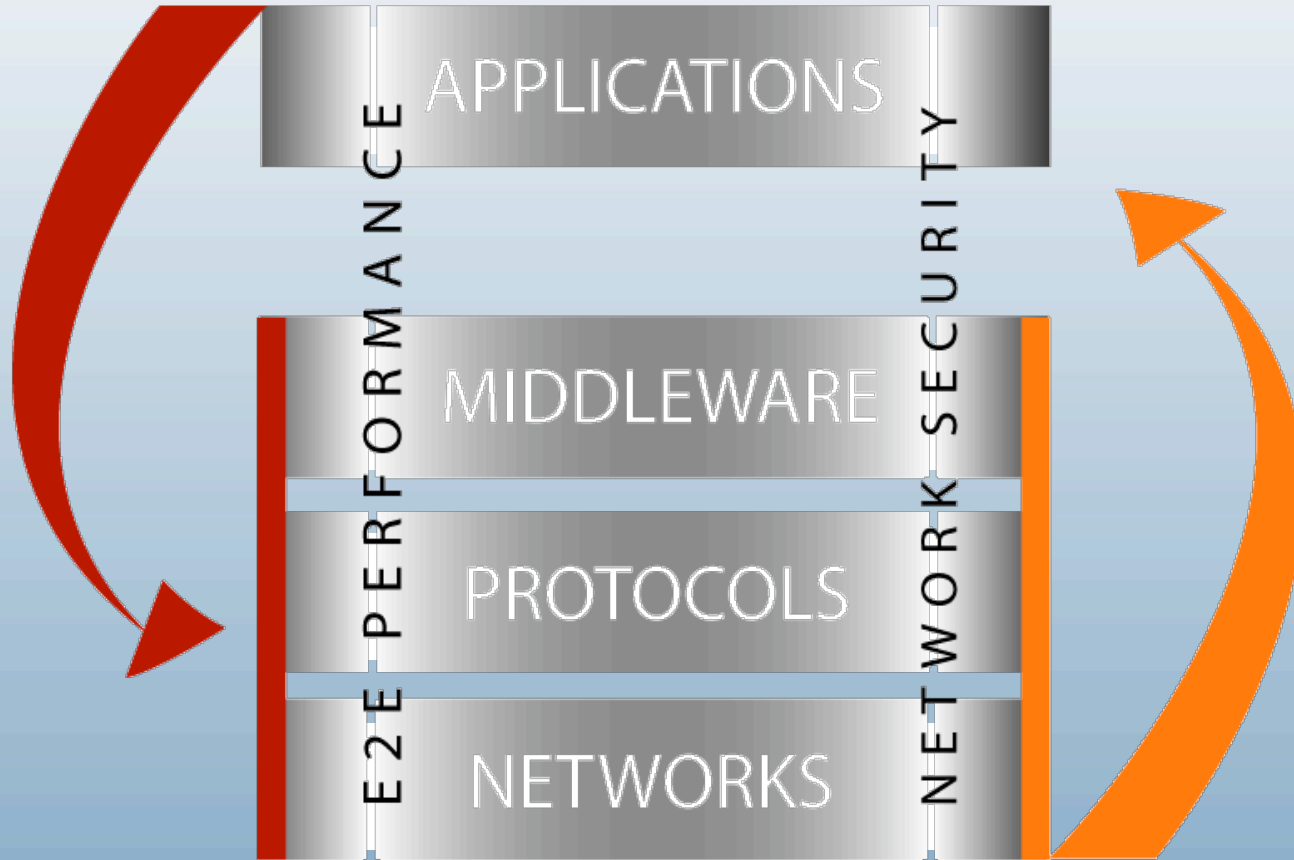 APPLICATIONS
MIDDLEWARE
PROTOCOLS
NETWORKS
E2E PERFORMANCE
NETWORK SECURITY